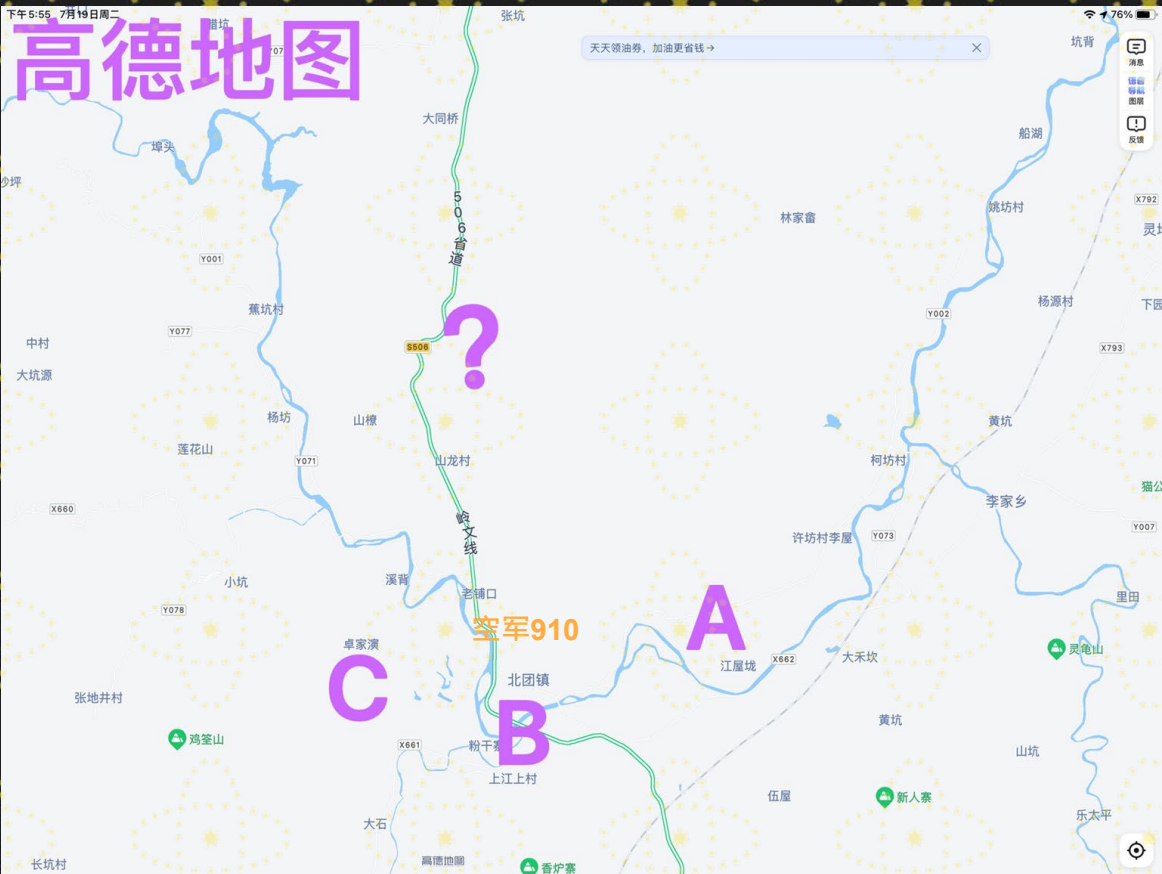 下午5:55 7月19日周二
76%
张坑
高德地图
天天领油券，加油更省钱→
坑背
消息
图层
反馈
大同桥
船湖
埠头
沙坪
506省道
X792
姚坊村
林家畲
Y001
蕉坑村
杨源村
Y002
Y077
中村
S506
?
X793
大坑源
杨坊
山橑
黄坑
莲花山
Y071
山龙村
柯坊村
李家乡
X660
岭文线
Y007
许坊村李屋
Y073
小坑
溪背
老铺口
里田
Y078
空军910
A
卓家演
江屋垅
X662
大禾坎
灵龟山
C
北团镇
张地井村
B
黄坑
鸡筌山
X661
粉干寨
山坑
上江上村
伍屋
新人寨
大石
乐太平
高德地图
长坑村
香炉寨